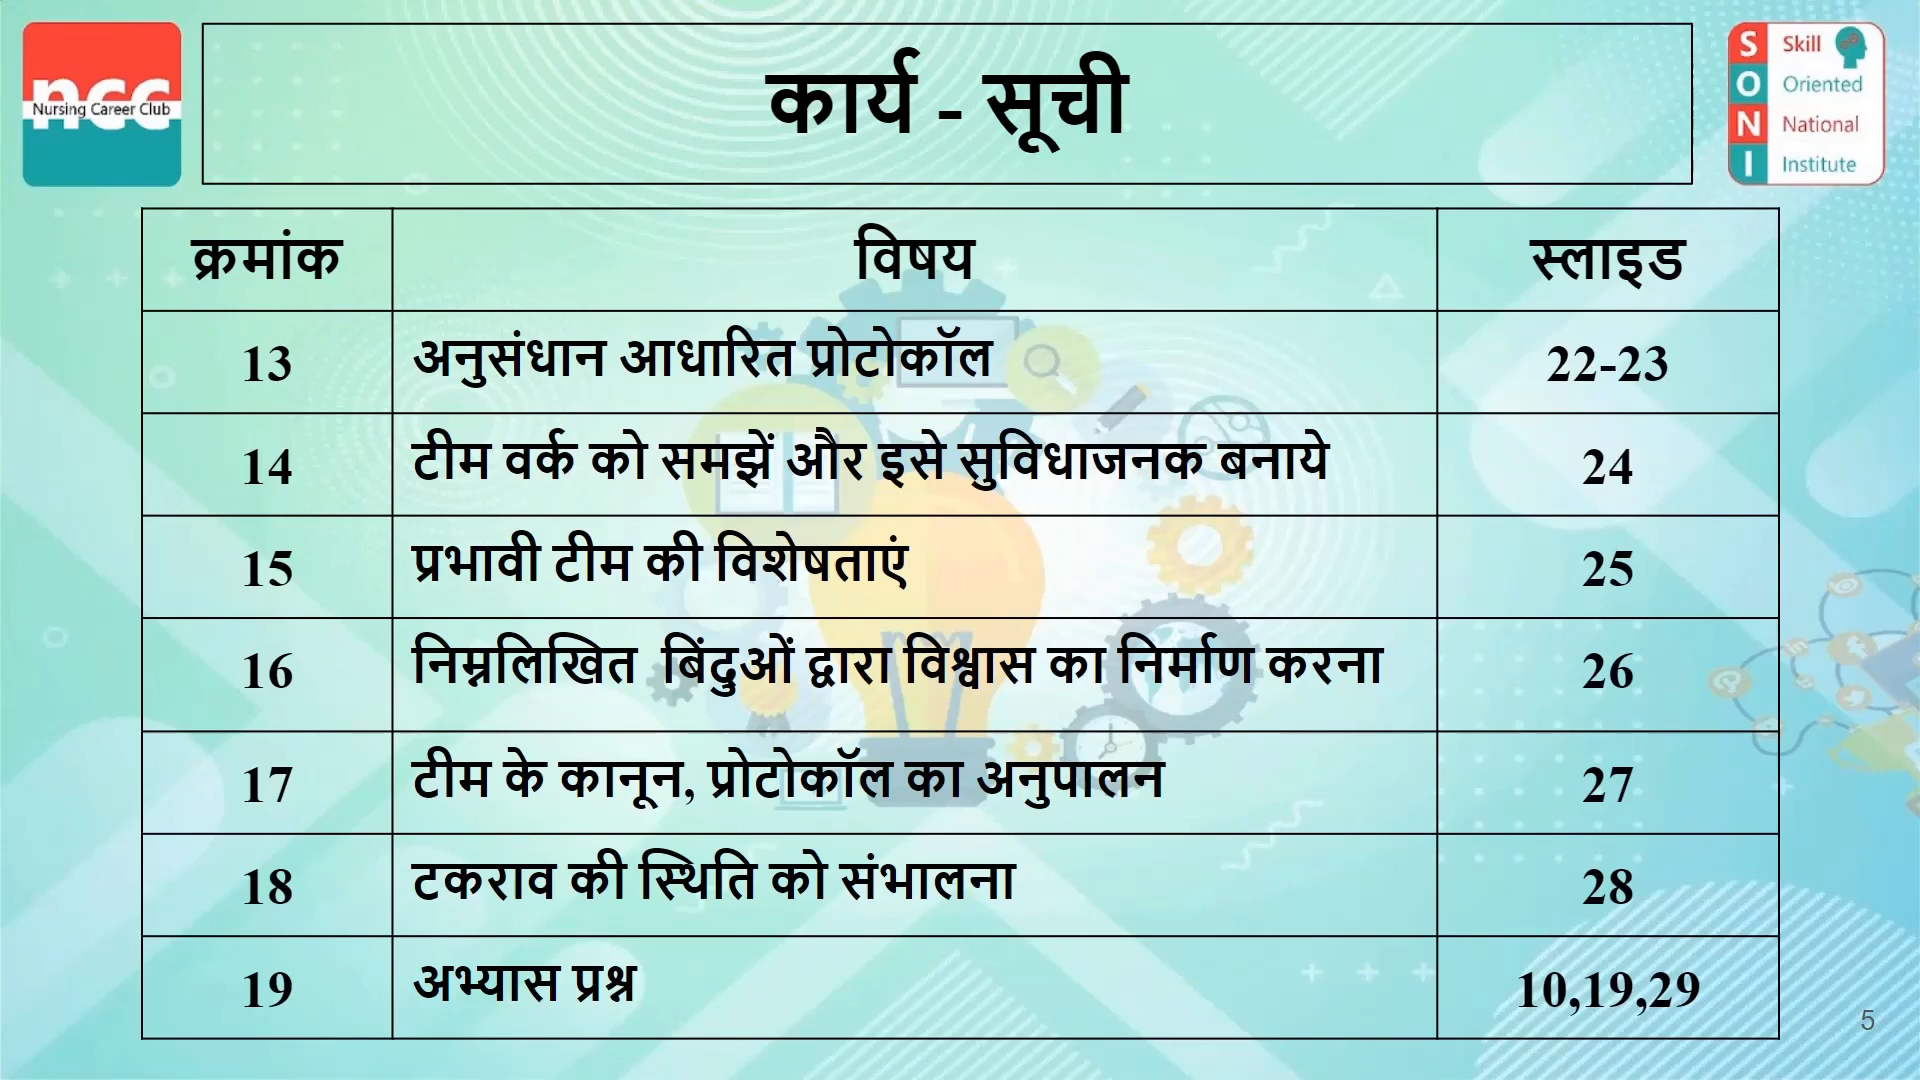 ncc
Nursing Career Club
कार्य - सूची
S Skill
O Oriented
N National
I Institute
क्रमांक विषय स्लाइड
13 अनुसंधान आधारित प्रोटोकॉल 22-23
14 टीम वर्क को समझें और इसे सुविधाजनक बनाये 24
15 प्रभावी टीम की विशेषताएं 25
16 निम्नलिखित बिंदुओं द्वारा विश्वास का निर्माण करना 26
17 टीम के कानून, प्रोटोकॉल का अनुपालन 27
18 टकराव की स्थिति को संभालना 28
19 अभ्यास प्रश्न 10,19,29
5